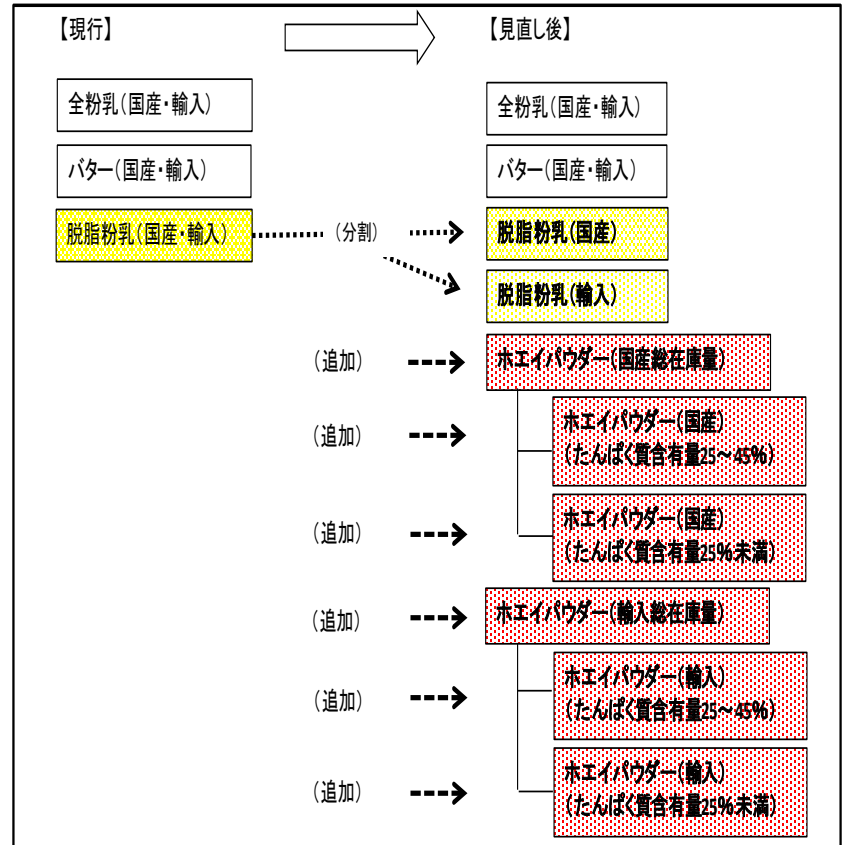 【現行】
【見直し後】
全粉乳(国産・輸入)
全粉乳(国産・輸入)
バター(国産・輸入)
バター(国産・輸入)
脱脂粉乳(国産・輸入)
(分割)
脱脂粉乳(国産)
脱脂粉乳(輸入)
(追加)
ホエイパウダー(国産総在庫量)
(追加)
ホエイパウダー(国産)
(たんぱく質含有量25～45%)
(追加)
ホエイパウダー(国産)
(たんぱく質含有量25%未満)
(追加)
ホエイパウダー(輸入総在庫量)
(追加)
ホエイパウダー(輸入)
(たんぱく質含有量25～45%)
(追加)
ホエイパウダー(輸入)
(たんぱく質含有量25%未満)